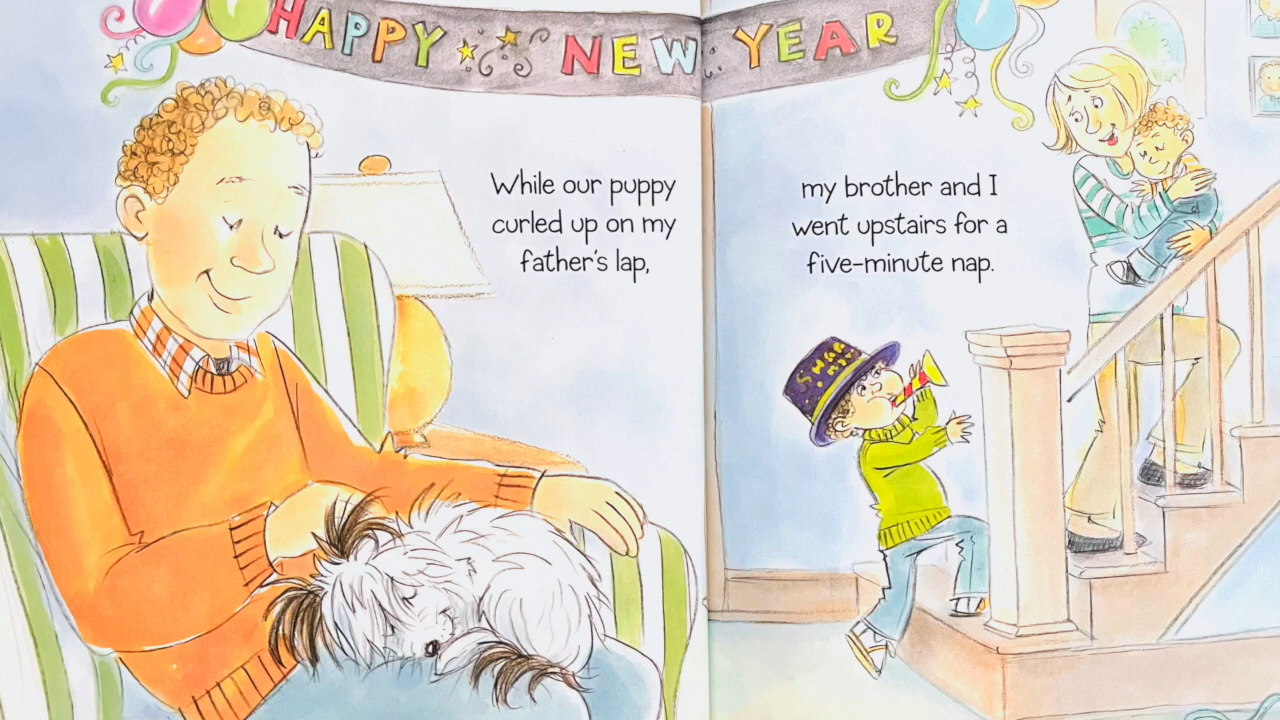 HAPPY NEW YEAR
While our puppy
curled up on my
father's lap,
my brother and I
went upstairs for a
five-minute nap.